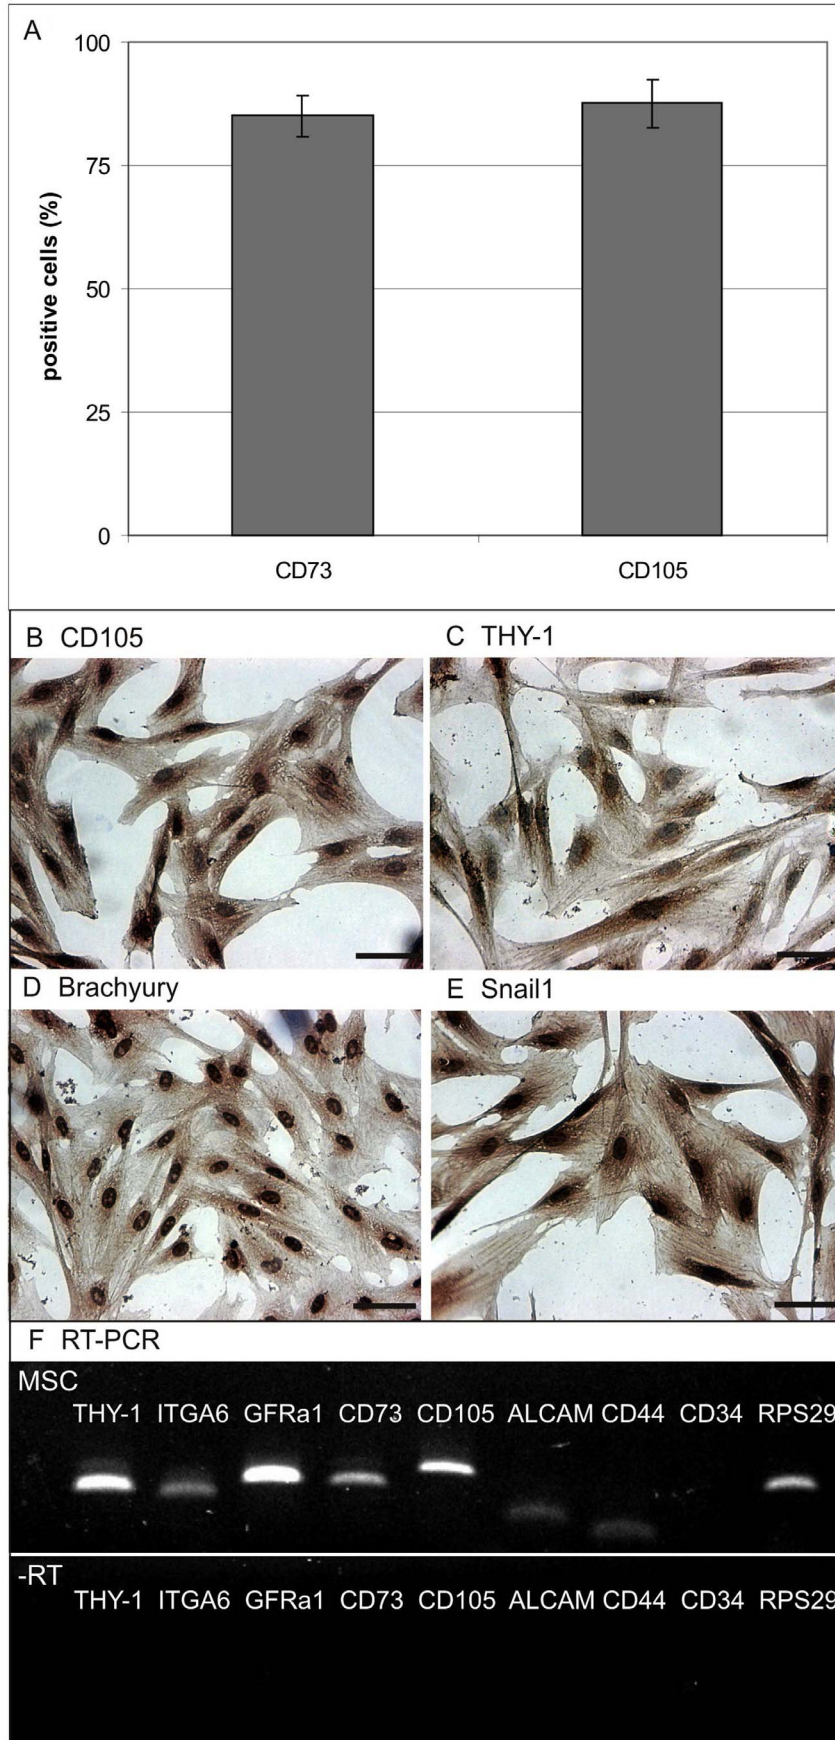 A
100
75
50
25
0
positive cells (%)
CD73 CD105
B CD105
C THY-1
D Brachyury
E Snail1
F RT-PCR
MSC
THY-1 ITGA6 GFRa1 CD73 CD105 ALCAM CD44 CD34 RPS29
-RT
THY-1 ITGA6 GFRa1 CD73 CD105 ALCAM CD44 CD34 RPS29